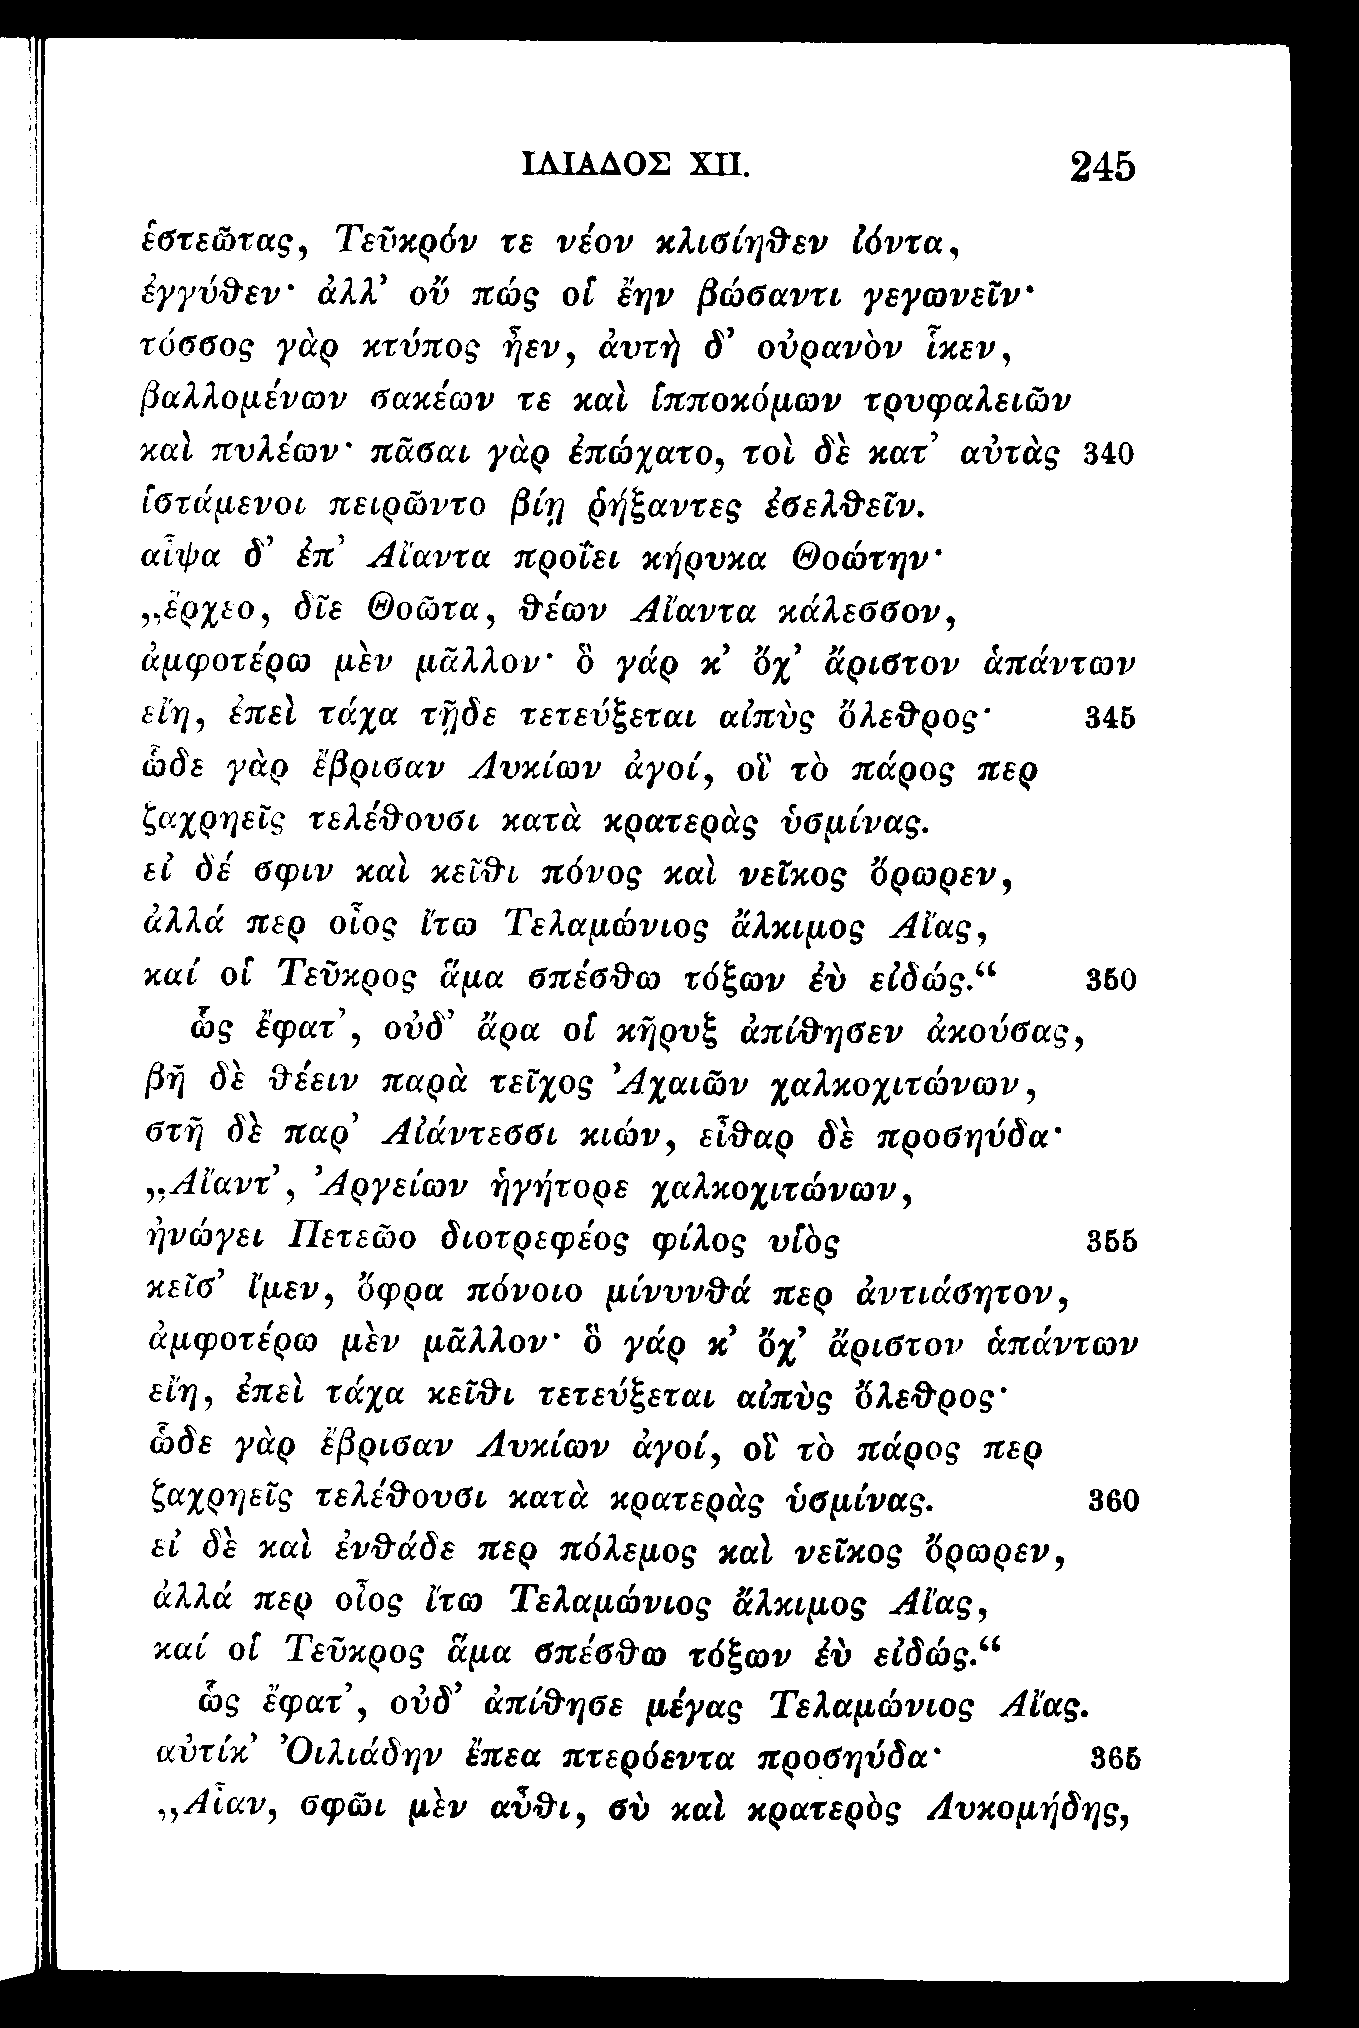 ΙΛΙΑΔΟΣ XII. 245
ἑστεῶτας, Τεῦκρόν τε νέον κλισίηθεν ἰόντα,
ἐγγύθεν· ἀλλ’ οὔ πώς οἱ ἔην βώσαντι γεγωνεῖν·
τόσσος γὰρ κτύπος ἦεν, ἀυτὴ δ’ οὐρανὸν ἷκεν,
βαλλομένων σακέων τε καὶ ἱπποκόμων τρυφαλειῶν
καὶ πυλέων· πᾶσαι γὰρ ἐπώχατο, τοὶ δὲ κατ’ αὐτὰς 340
ἱστάμενοι πειρῶντο βίῃ ῥήξαντες ἐσελθεῖν.
αἶψα δ’ ἐπ’ Αἴαντα προΐει κήρυκα Θοώτην·
„ἔρχεο, δῖε Θοῶτα, θέων Αἴαντα κάλεσσον,
ἀμφοτέρω μὲν μᾶλλον· ὃ γάρ κ’ ὄχ’ ἄριστον ἁπάντων
εἴη, ἐπεὶ τάχα τῇδε τετεύξεται αἰπὺς ὄλεθρος· 345
ὧδε γὰρ ἔβρισαν Λυκίων ἀγοί, οἳ τὸ πάρος περ
ζαχρηεῖς τελέθουσι κατὰ κρατερὰς ὑσμίνας.
εἰ δέ σφιν καὶ κεῖθι πόνος καὶ νεῖκος ὄρωρεν,
ἀλλά περ οἶος ἴτω Τελαμώνιος ἄλκιμος Αἴας,
καί οἱ Τεῦκρος ἅμα σπέσθω τόξων ἐὺ εἰδώς.“ 350
ὣς ἔφατ’, οὐδ’ ἄρα οἱ κῆρυξ ἀπίθησεν ἀκούσας,
βῆ δὲ θέειν παρὰ τεῖχος Ἀχαιῶν χαλκοχιτώνων,
στῆ δὲ παρ’ Αἰάντεσσι κιών, εἶθαρ δὲ προσηύδα·
„Αἴαντ’, Ἀργείων ἡγήτορε χαλκοχιτώνων,
ἠνώγει Πετεῶο διοτρεφέος φίλος υἱὸς 355
κεῖσ’ ἴμεν, ὄφρα πόνοιο μίνυνθά περ ἀντιάσητον,
ἀμφοτέρω μὲν μᾶλλον· ὃ γάρ κ’ ὄχ’ ἄριστον ἁπάντων
εἴη, ἐπεὶ τάχα κεῖθι τετεύξεται αἰπὺς ὄλεθρος·
ὧδε γὰρ ἔβρισαν Λυκίων ἀγοί, οἳ τὸ πάρος περ
ζαχρηεῖς τελέθουσι κατὰ κρατερὰς ὑσμίνας. 360
εἰ δὲ καὶ ἐνθάδε περ πόλεμος καὶ νεῖκος ὄρωρεν,
ἀλλά περ οἶος ἴτω Τελαμώνιος ἄλκιμος Αἴας,
καί οἱ Τεῦκρος ἅμα σπέσθω τόξων ἐὺ εἰδώς.“
ὣς ἔφατ’, οὐδ’ ἀπίθησε μέγας Τελαμώνιος Αἴας.
αὐτίκ’ Ὀιλιάδην ἔπεα πτερόεντα προσηύδα· 365
„Αἶαν, σφῶι μὲν αὖθι, σὺ καὶ κρατερὸς Λυκομήδης,